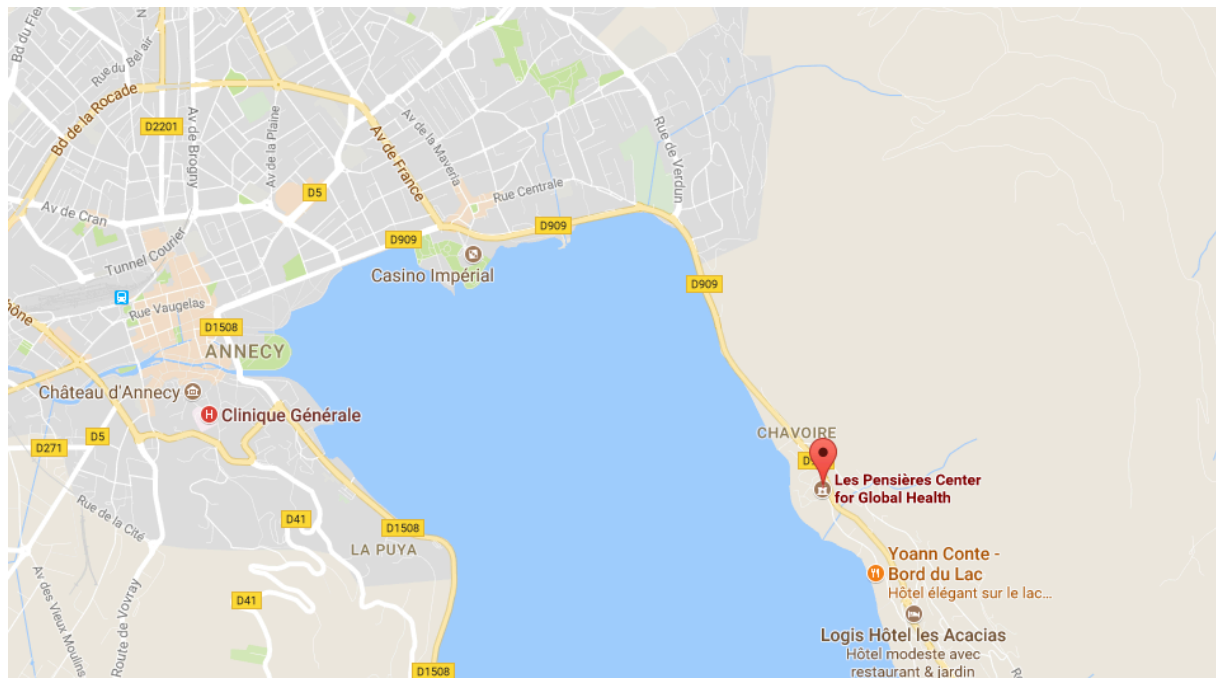 Bd du Fier
N
Rue du Bel air
Bd de la Rocade
D2201
Av de Brogny
Av de la Plaine
Av de France
Av de la Maveria
Rue de Verdun
D5
Rue Centrale
Av de Cran
D909
D909
Tunnel Courier
Casino Impérial
D909
Rue Vaugelas
D1508
ANNECY
Château d'Annecy
H Clinique Générale
D5
D271
CHAVOIRE
Les Pensières Center
for Global Health
Rue de la Cité
D41
D1508
LA PUYA
Yoann Conte -
Bord du Lac
Hôtel élégant sur le lac...
D41
Av des Vieux Moulins
Route de Vovray
Logis Hôtel les Acacias
Hôtel modeste avec
restaurant & jardin
D1508